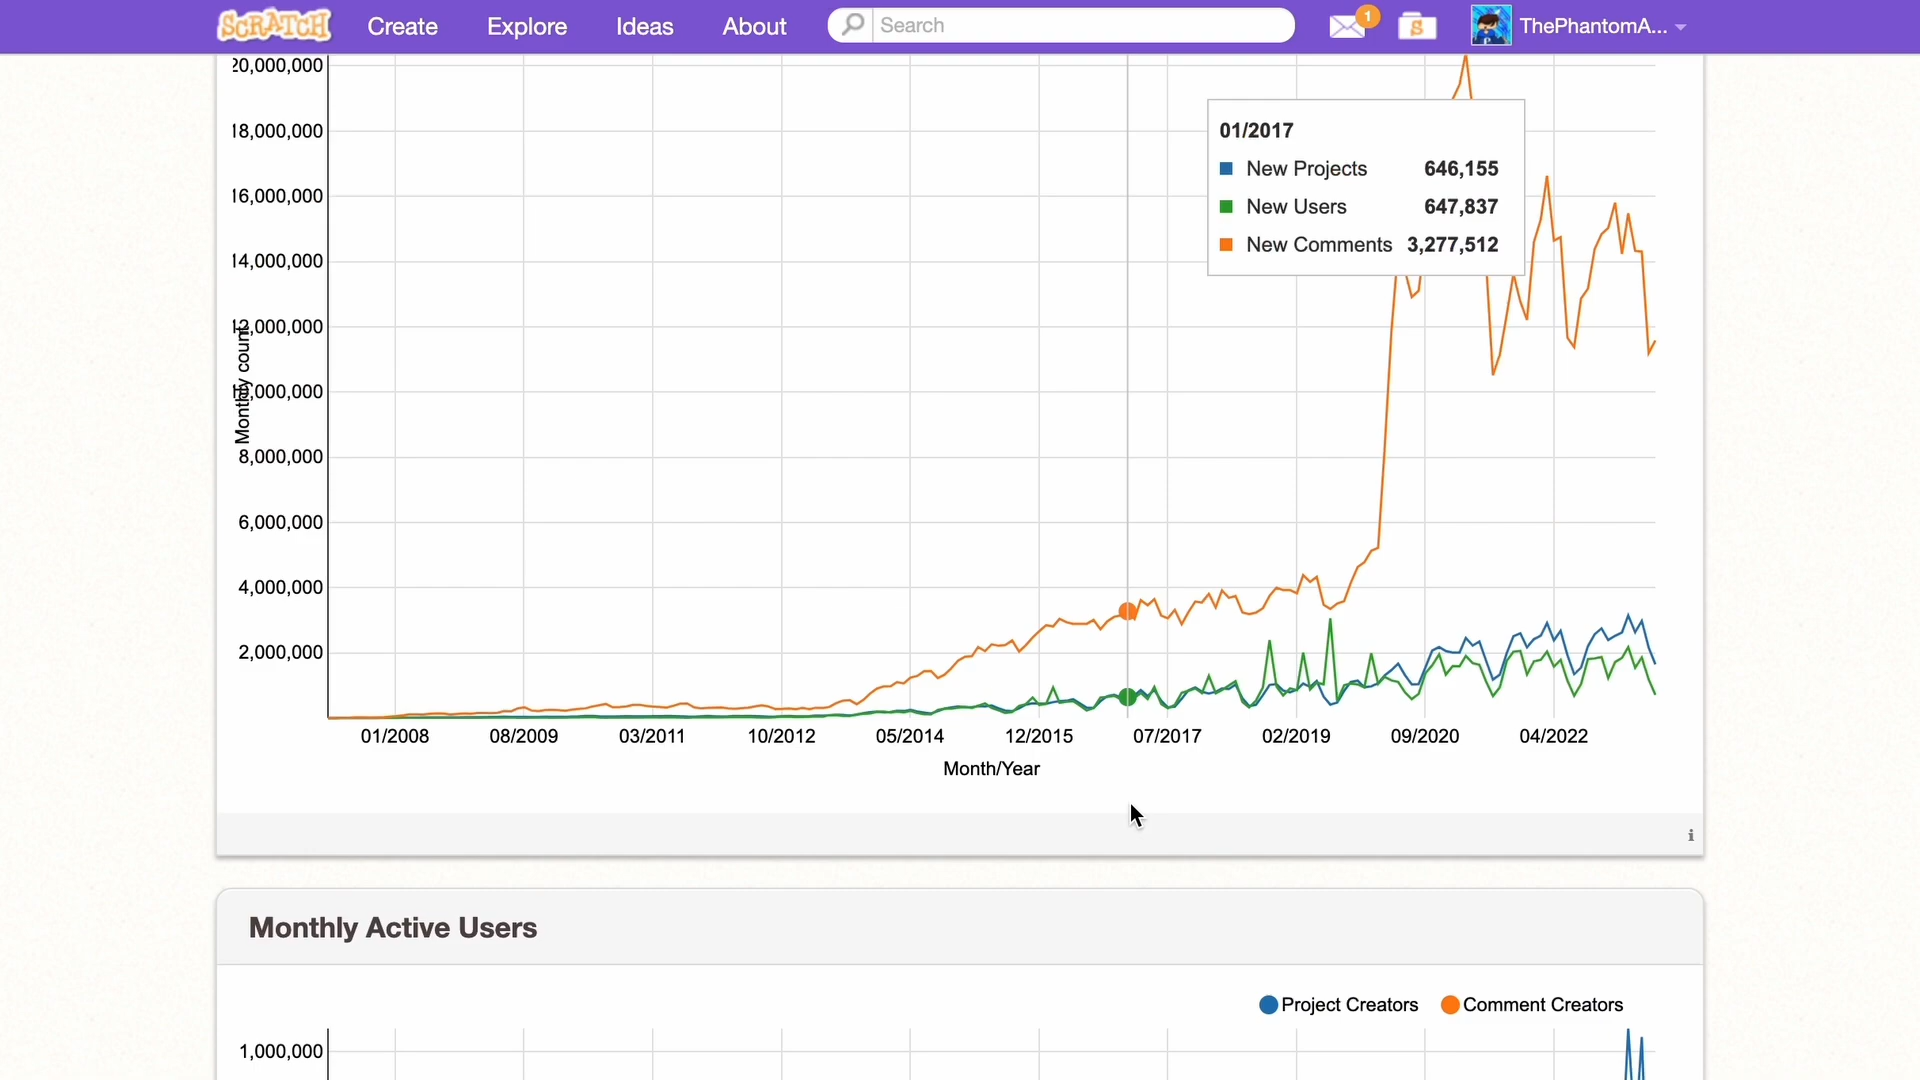 SCRATCH Create Explore Ideas About Search 1 S ThePhantomA...
20,000,000
01/2017
18,000,000
New Projects 646,155
16,000,000
New Users 647,837
New Comments 3,277,512
14,000,000
12,000,000
Monthly count
10,000,000
8,000,000
6,000,000
4,000,000
2,000,000
01/2008 08/2009 03/2011 10/2012 05/2014 12/2015 07/2017 02/2019 09/2020 04/2022
Month/Year
i
Monthly Active Users
Project Creators Comment Creators
1,000,000